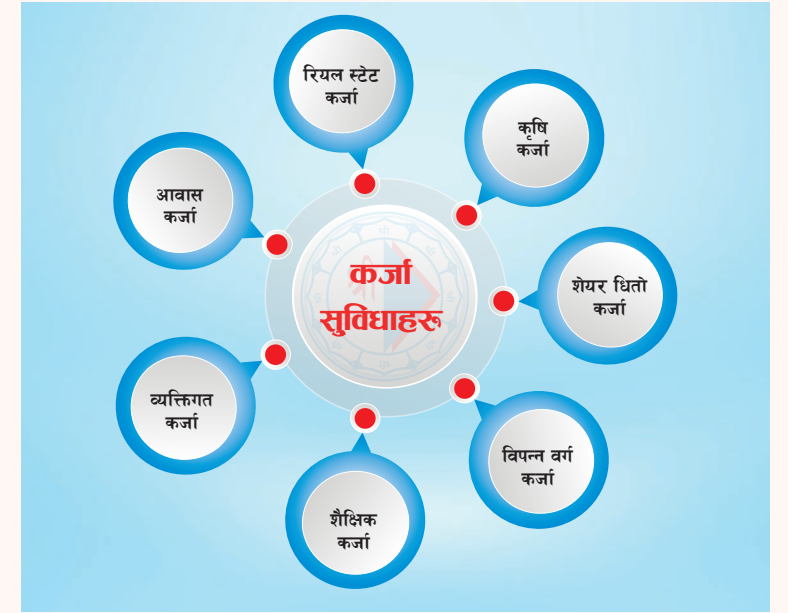 रियल स्टेट
कर्जा
कृषि
कर्जा
आवास
कर्जा
शेयर धितो
कर्जा
कर्जा
सुविधाहरू
व्यक्तिगत
कर्जा
विपन्न वर्ग
कर्जा
शैक्षिक
कर्जा